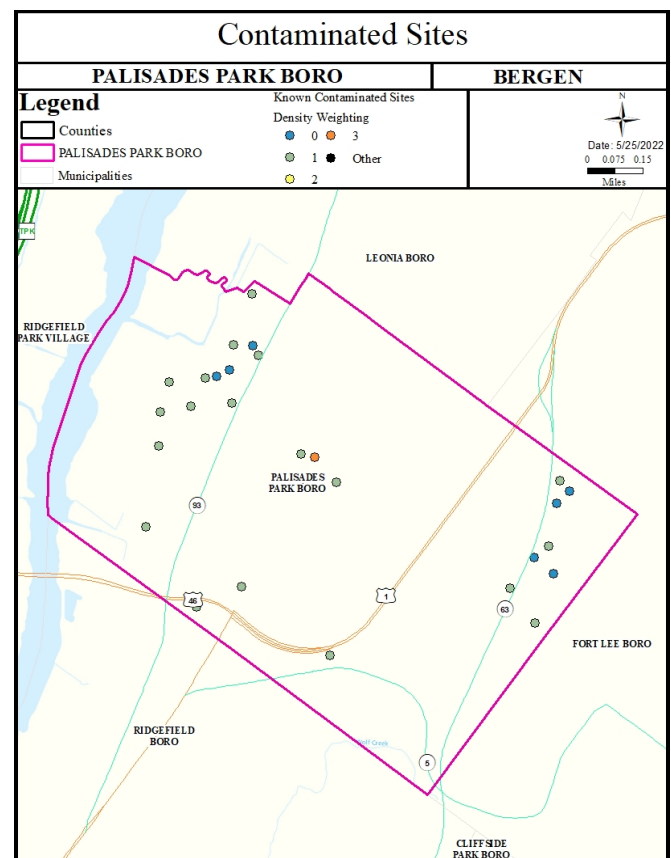 Contaminated Sites
PALISADES PARK BORO
BERGEN
Legend
Counties
PALISADES PARK BORO
Municipalities
Known Contaminated Sites
Density Weighting
0
3
1
Other
2
N
Date: 5/25/2022
0 0.075 0.15
Miles
TPK
LEONIA BORO
RIDGEFIELD
PARK VILLAGE
PALISADES
PARK BORO
93
46
1
63
FORT LEE BORO
RIDGEFIELD
BORO
Creek
5
CLIFFSIDE
PARK BORO